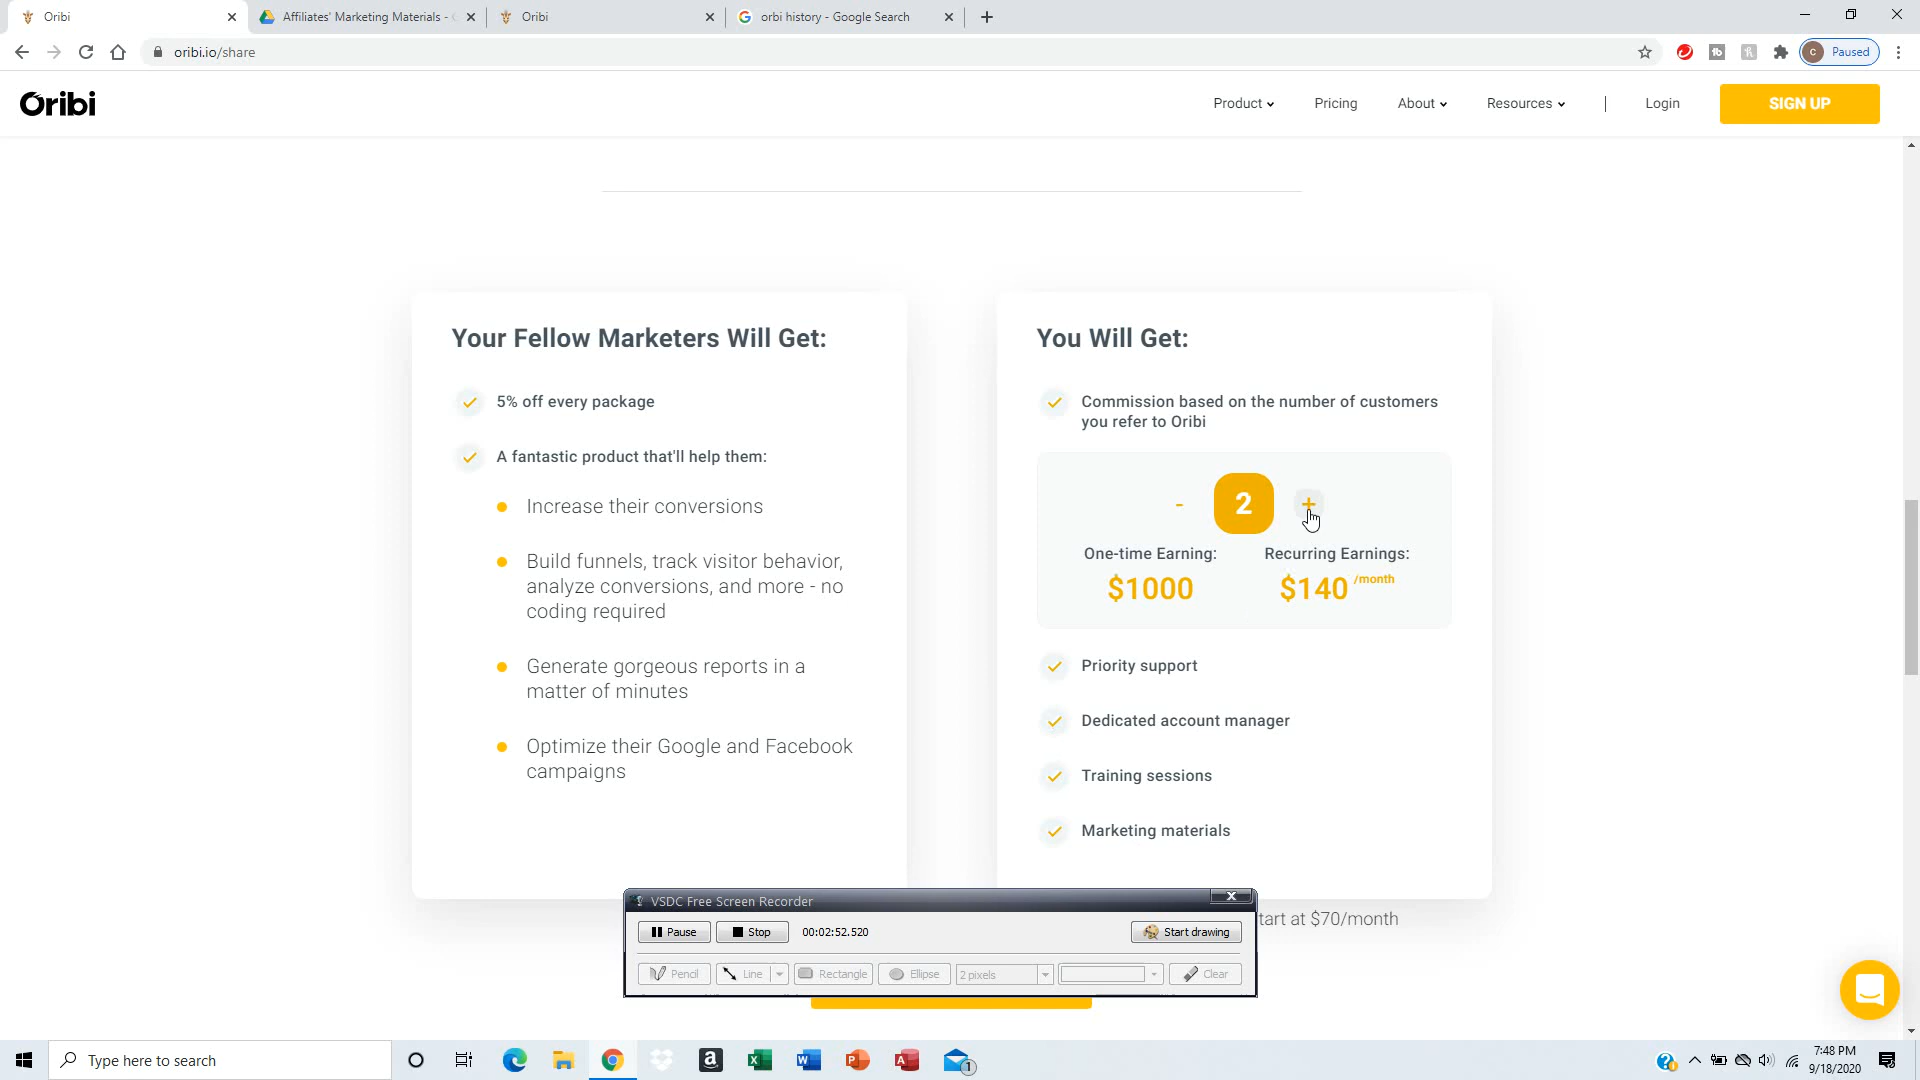 Oribi
Affiliates' Marketing Materials -
Oribi
orbi history - Google Search
oribi.io/share
C
Paused
Oribi
Product
Pricing
About
Resources
|
Login
SIGN UP
Your Fellow Marketers Will Get:
5% off every package
A fantastic product that'll help them:
Increase their conversions
Build funnels, track visitor behavior,
analyze conversions, and more - no
coding required
Generate gorgeous reports in a
matter of minutes
Optimize their Google and Facebook
campaigns
You Will Get:
Commission based on the number of customers
you refer to Oribi
- 2 +
One-time Earning:
$1000
Recurring Earnings:
$140 /month
Priority support
Dedicated account manager
Training sessions
Marketing materials
tart at $70/month
VSDC Free Screen Recorder
Pause
Stop
00:02:52.520
Start drawing
Pencil
Line
Rectangle
Ellipse
2 pixels
Clear
Type here to search
1
7:48 PM
9/18/2020